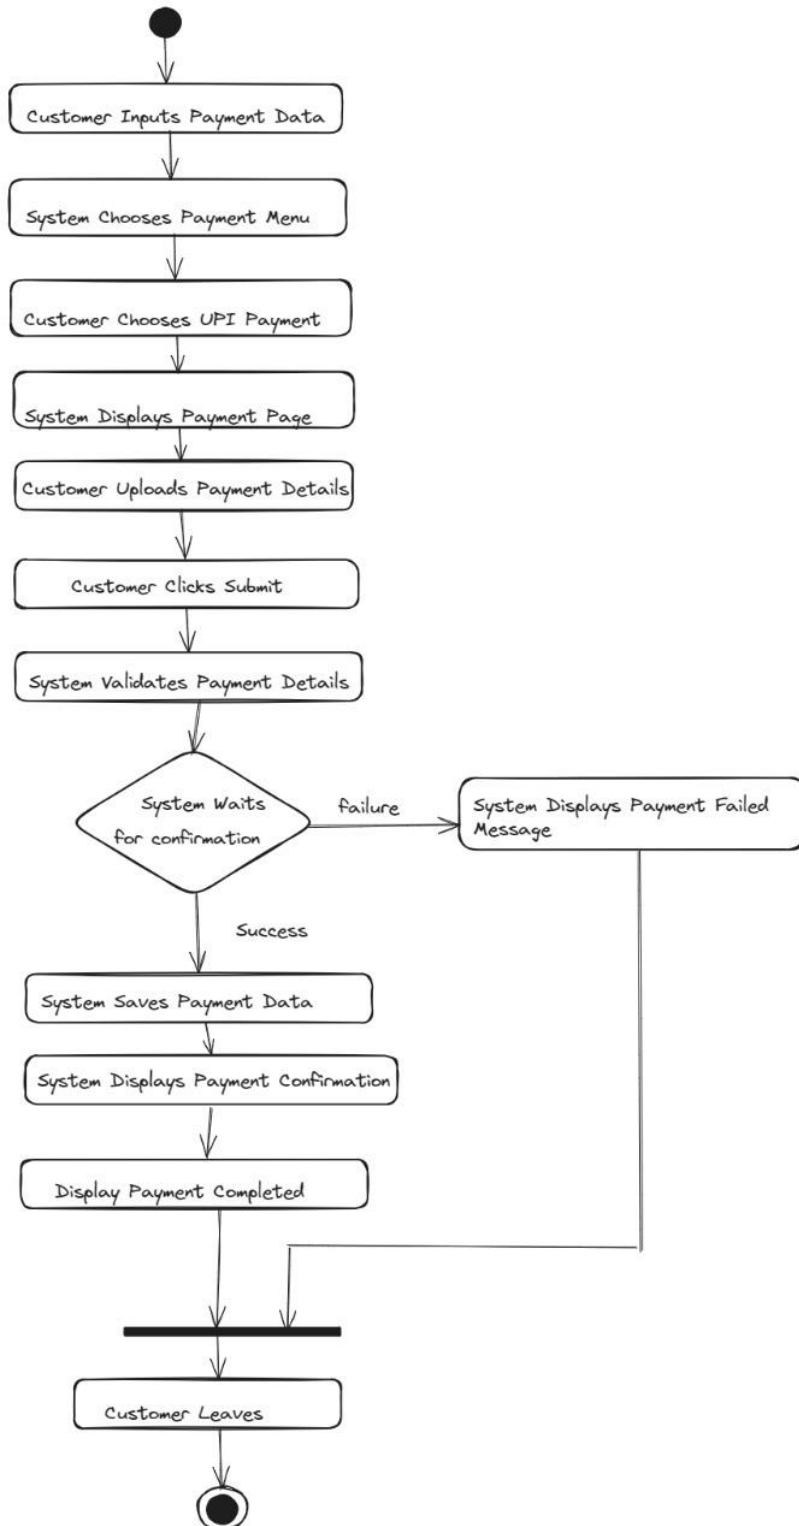 Customer Inputs Payment Data
System Chooses Payment Menu
Customer Chooses UPI Payment
System Displays Payment Page
Customer Uploads Payment Details
Customer Clicks Submit
System Validates Payment Details
System Waits
for confirmation
failure
System Displays Payment Failed
Message
Success
System Saves Payment Data
System Displays Payment Confirmation
Display Payment Completed
Customer Leaves